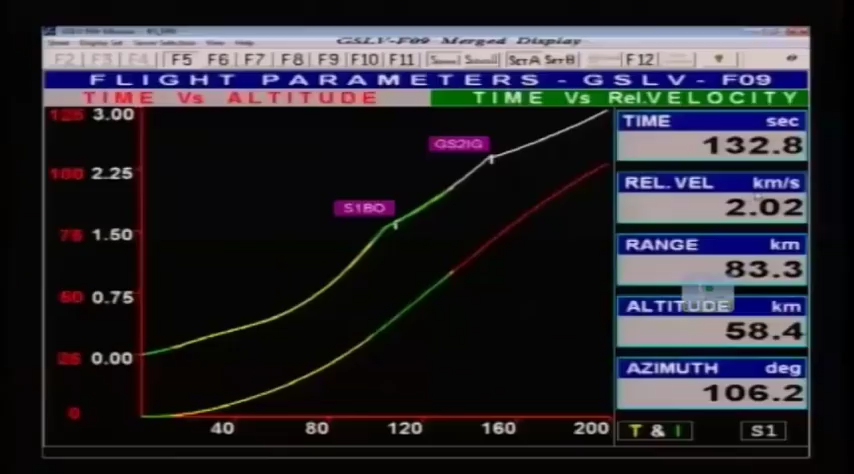 GSLV-F09 Merged Display
F2 F3 F4 F5 F6 F7 F8 F9 F10 F11 Set A Set B F12
FLIGHT PARAMETERS - GSLV - F09
TIME Vs ALTITUDE TIME Vs Rel.VELOCITY
125 3.00
100 2.25
75 1.50
50 0.75
25 0.00
0
40 80 120 160 200
GS2IG
S1BO
TIME sec
132.8
REL. VEL km/s
2.02
RANGE km
83.3
ALTITUDE km
58.4
AZIMUTH deg
106.2
T & I S1